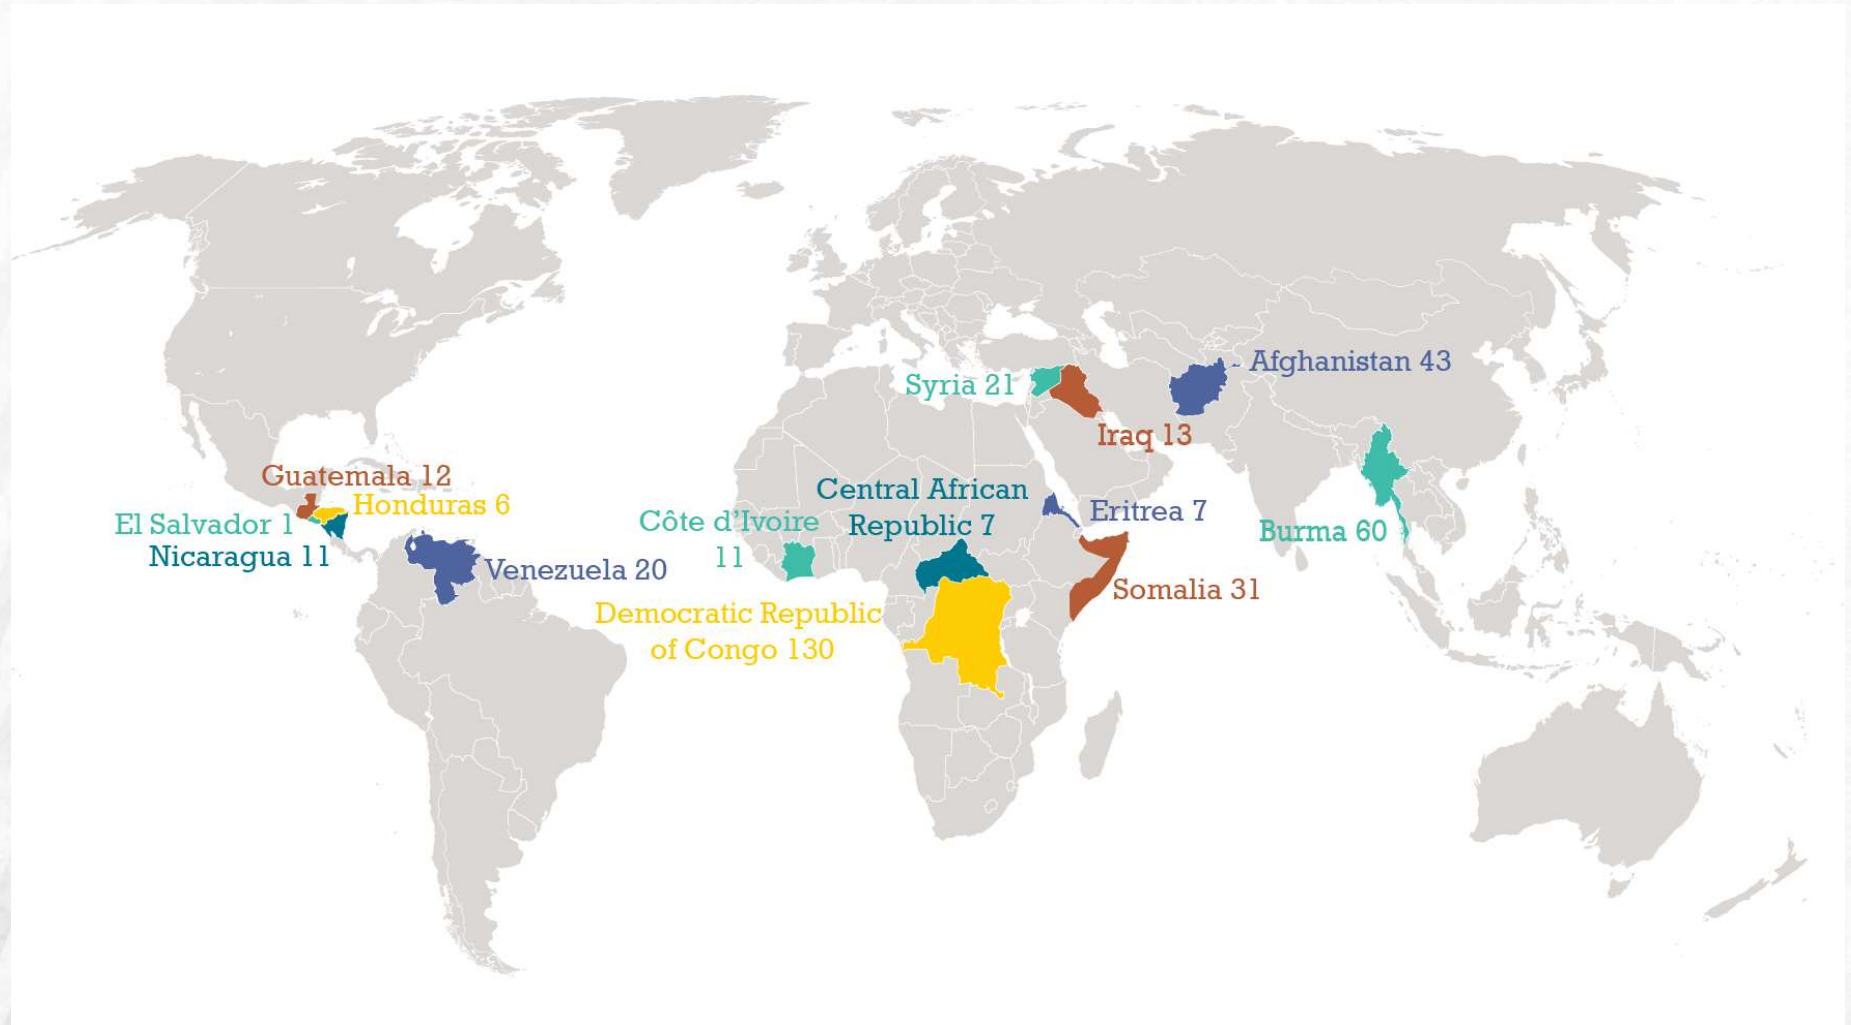 Afghanistan 43
Syria 21
Iraq 13
Guatemala 12
Honduras 6
El Salvador 1
Nicaragua 11
Venezuela 20
Côte d’Ivoire
11
Central African
Republic 7
Eritrea 7
Burma 60
Somalia 31
Democratic Republic
of Congo 130